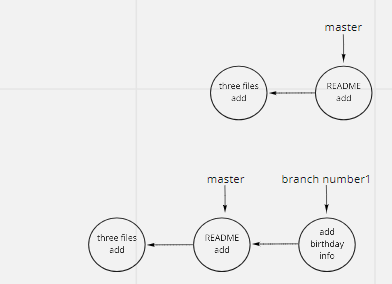 master
three files
add
README
add
master
branch number1
three files
add
README
add
add
birthday
info